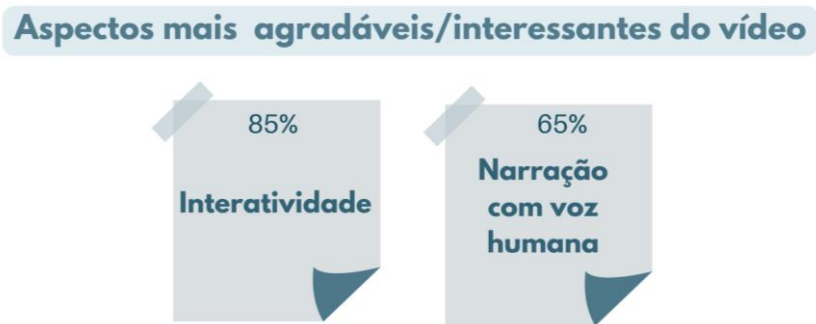 Aspectos mais agradáveis/interessantes do vídeo
85%
Interatividade
65%
Narração
com voz
humana